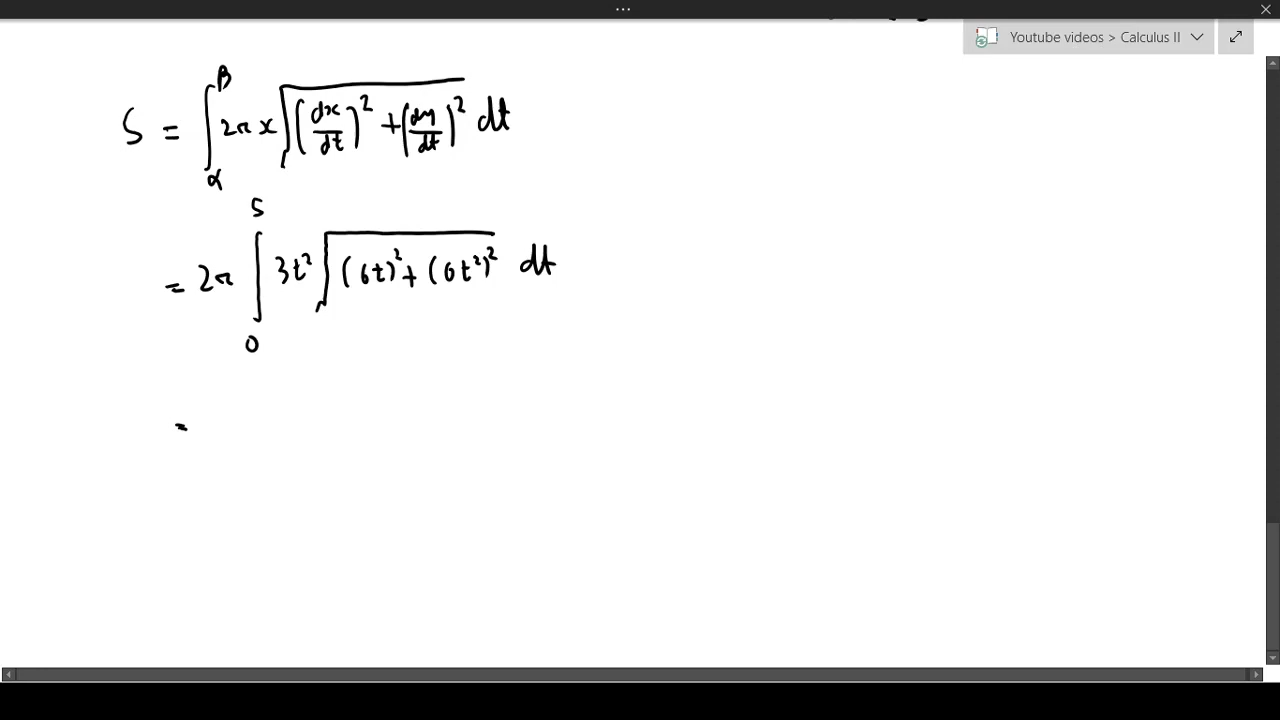 Youtube videos > Calculus II
S = ∫_α^β 2π x √((dx/dt)² + (dy/dt)²) dt
= 2π ∫_0^5 3t² √((6t)² + (6t²)²) dt
=